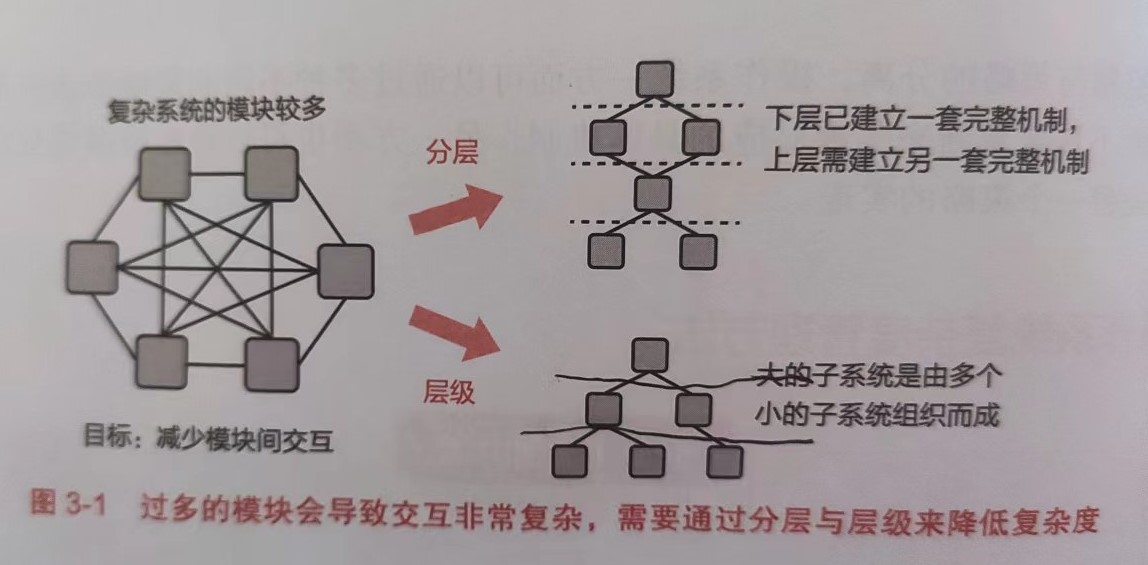 复杂系统的模块较多
目标：减少模块间交互
分层
下层已建立一套完整机制，
上层需建立另一套完整机制
层级
大的子系统是由多个
小的子系统组织而成
图 3-1 过多的模块会导致交互非常复杂，需要通过分层与层级来降低复杂度